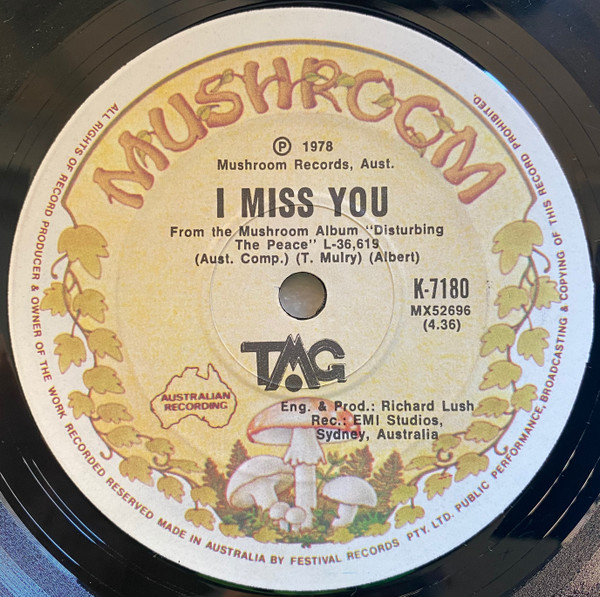 MUSHROOM
℗ 1978
Mushroom Records, Aust.
I MISS YOU
From the Mushroom Album "Disturbing
The Peace" L-36,619
(Aust. Comp.) (T. Mulry) (Albert)
K-7180
MX52696
(4.36)
TMG
AUSTRALIAN
RECORDING
Eng. & Prod.: Richard Lush
Rec.: EMI Studios,
Sydney, Australia
ALL RIGHTS OF RECORD PRODUCER & OWNER OF THE WORK RECORDED RESERVED MADE IN AUSTRALIA BY FESTIVAL RECORDS PTY. LTD. PUBLIC PERFORMANCE, BROADCASTING & COPYING OF THIS RECORD PROHIBITED.